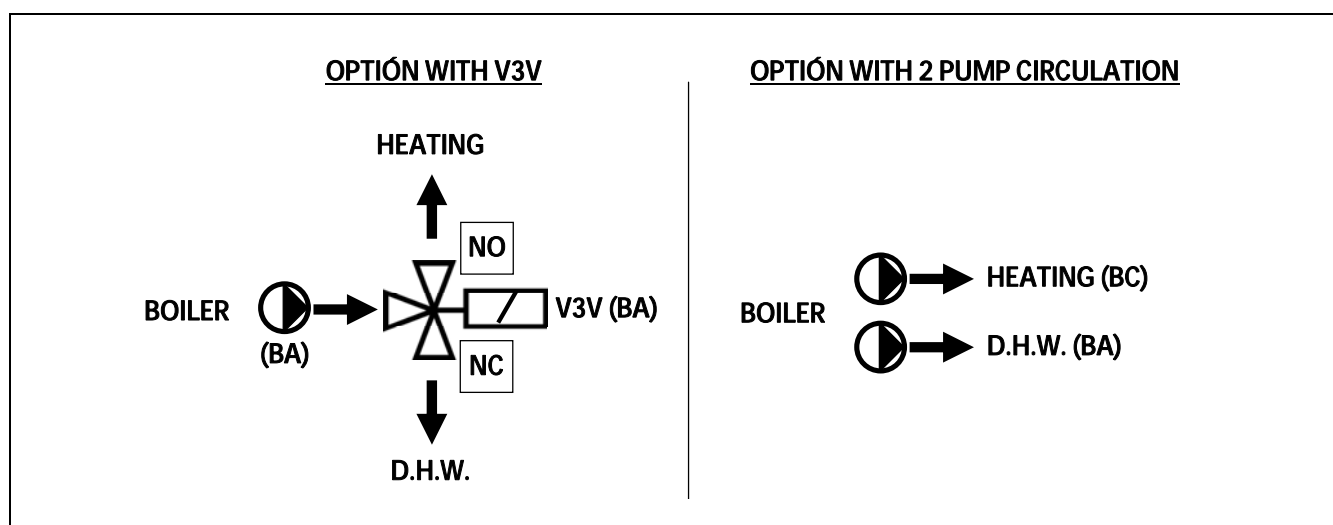 OPTIÓN WITH V3V
HEATING
NO
BOILER
V3V (BA)
(BA)
NC
D.H.W.
OPTIÓN WITH 2 PUMP CIRCULATION
HEATING (BC)
BOILER
D.H.W. (BA)